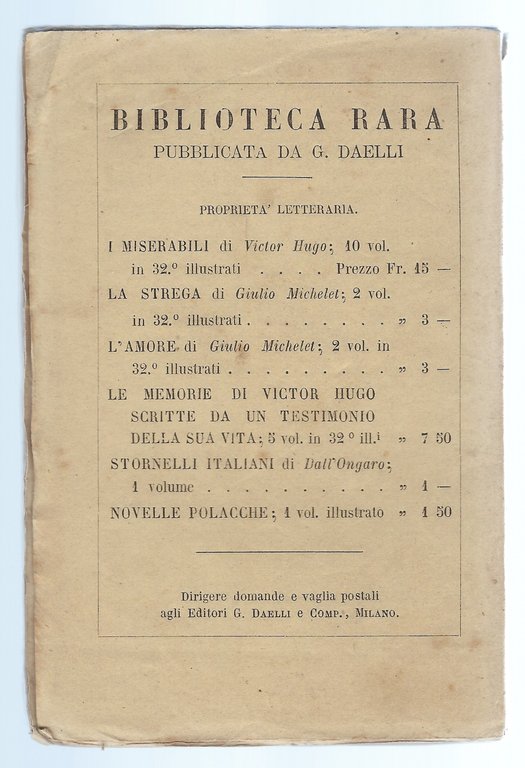 BIBLIOTECA RARA
PUBBLICATA DA G. DAELLI
PROPRIETA' LETTERARIA.
I MISERABILI di Victor Hugo; 10 vol.
in 32.º illustrati . . . . Prezzo Fr. 15 —
LA STREGA di Giulio Michelet; 2 vol.
in 32.º illustrati . . . . . . . . „ 3 —
L'AMORE di Giulio Michelet; 2 vol. in
32.º illustrati . . . . . . . . . . „ 3 —
LE MEMORIE DI VICTOR HUGO
SCRITTE DA UN TESTIMONIO
DELLA SUA VITA; 5 vol. in 32 º ill.i „ 7 50
STORNELLI ITALIANI di Dall'Ongaro;
1 volume . . . . . . . . . . . „ 1 —
NOVELLE POLACCHE; 1 vol. illustrato „ 1 50
Dirigere domande e vaglia postali
agli Editori G. DAELLI e COMP., MILANO.